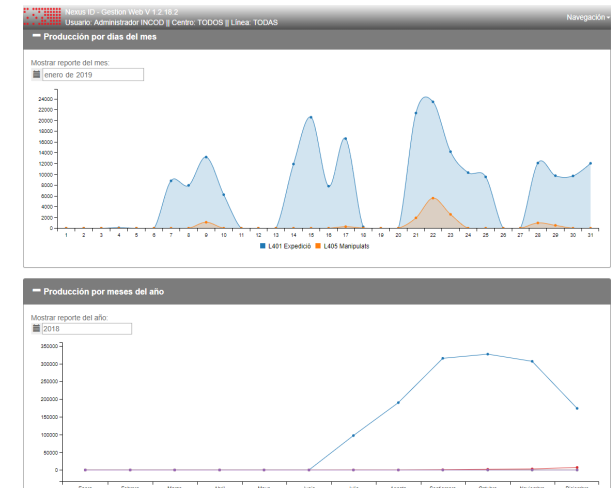 Nexus ID - Gestion Web V 1.2.18.2
Usuario: Administrador INCOD || Centro: TODOS || Línea: TODAS
Navegación
Producción por días del mes
Mostrar reporte del mes:
enero de 2019
24000
22000
20000
18000
16000
14000
12000
10000
8000
6000
4000
2000
0
1 2 3 4 5 6 7 8 9 10 11 12 13 14 15 16 17 18 19 20 21 22 23 24 25 26 27 28 29 30 31
L401 Expedició L405 Manipulats
Producción por meses del año
Mostrar reporte del año:
2018
350000
300000
250000
200000
150000
100000
50000
0